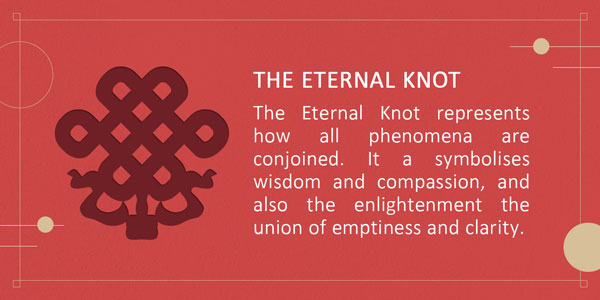 THE ETERNAL KNOT
The Eternal Knot represents
how all phenomena are
conjoined. It a symbolises
wisdom and compassion, and
also the enlightenment the
union of emptiness and clarity.